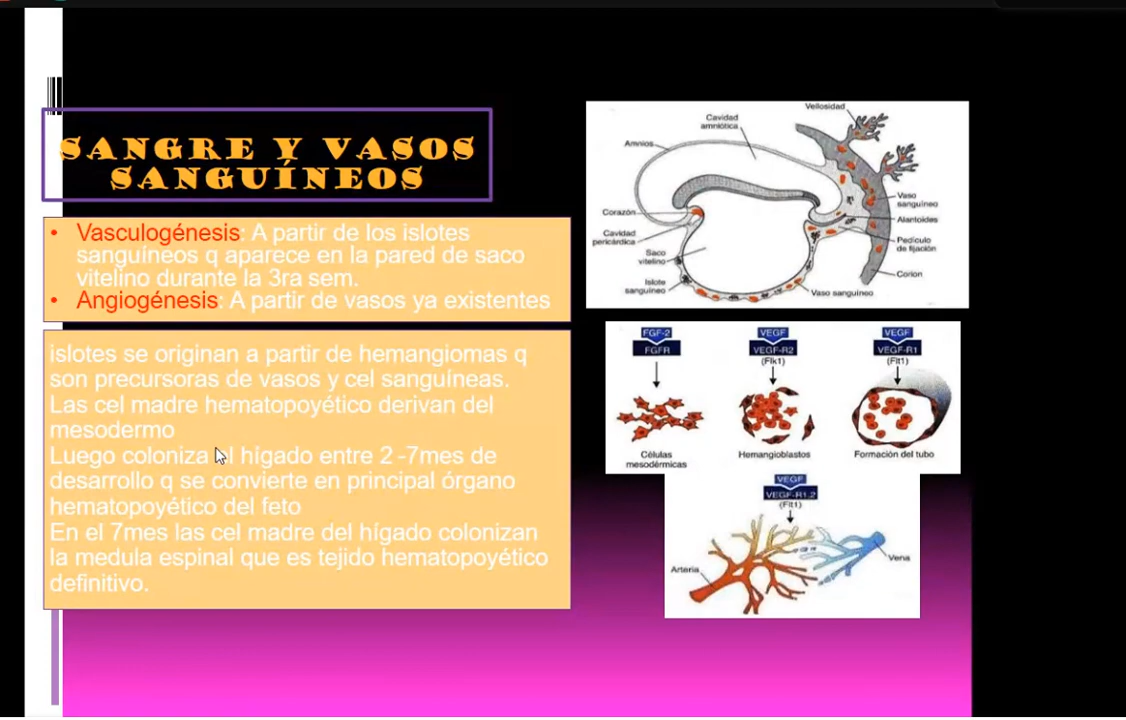 SANGRE Y VASOS
SANGUÍNEOS
• Vasculogénesis: A partir de los islotes
sanguíneos q aparece en la pared de saco
vitelino durante la 3ra sem.
• Angiogénesis: A partir de vasos ya existentes
islotes se originan a partir de hemangiomas q
son precursoras de vasos y cel sanguíneas.
Las cel madre hematopoyético derivan del
mesodermo
Luego coloniza el hígado entre 2 -7mes de
desarrollo q se convierte en principal órgano
hematopoyético del feto
En el 7mes las cel madre del hígado colonizan
la medula espinal que es tejido hematopoyético
definitivo.
Vellosidad
Cavidad
amniótica
Amnios
Vaso
sanguíneo
Corazón
Alantoides
Cavidad
pericárdica
Pedículo
de fijación
Saco
vitelino
Corion
Islote
sanguíneo
Vaso sanguíneo
FGF-2
FGFR
VEGF
VEGF-R2
(Flk1)
VEGF
VEGF-R1
(Flt1)
Células
mesodérmicas
Hemangioblastos
Formación del tubo
VEGF
VEGF-R1,2
(Flt1)
Arteria
Vena